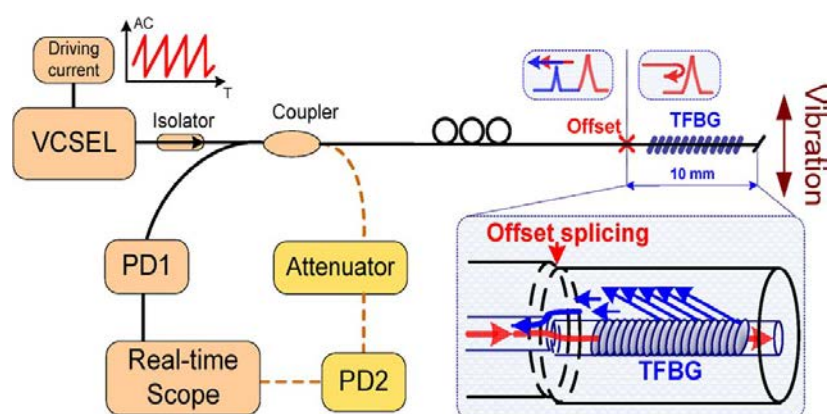 AC
Driving
current
T
VCSEL
Isolator
Coupler
Offset
TFBG
Vibration
10 mm
PD1
Attenuator
Real-time
Scope
PD2
Offset splicing
TFBG